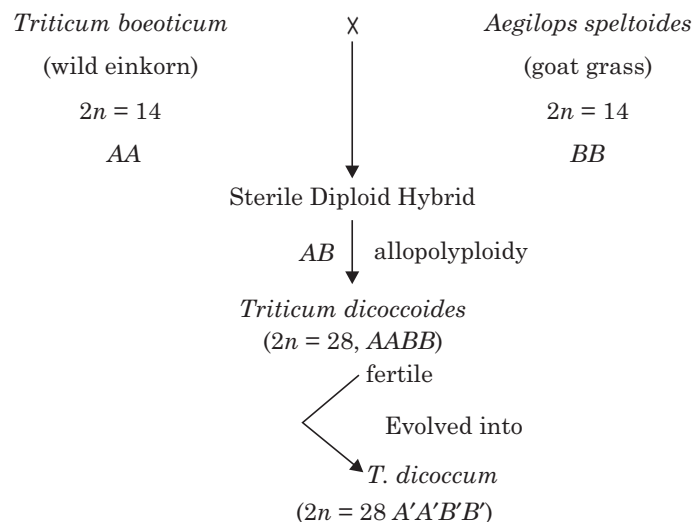 Triticum boeoticum × Aegilops speltoides
(wild einkorn) (goat grass)
2n = 14 2n = 14
AA BB
Sterile Diploid Hybrid
AB allopolyploidy
Triticum dicoccoides
(2n = 28, AABB)
fertile
Evolved into
T. dicoccum
(2n = 28 A′A′B′B′)